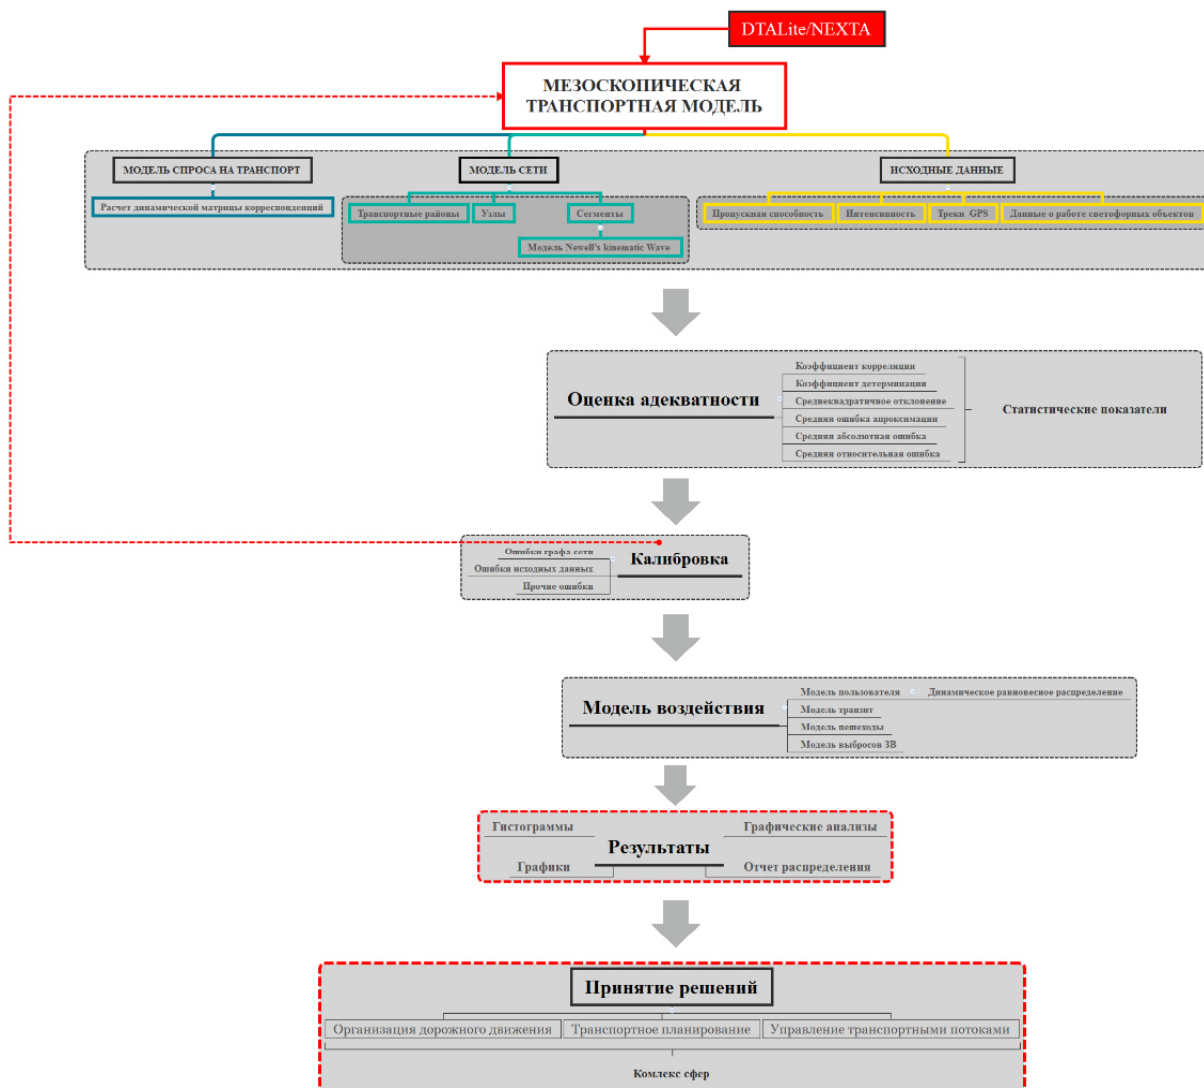 DTALite/NEXTA
МЕЗОСКОПИЧЕСКАЯ
ТРАНСПОРТНАЯ МОДЕЛЬ
МОДЕЛЬ СПРОСА НА ТРАНСПОРТ
МОДЕЛЬ СЕТИ
ИСХОДНЫЕ ДАННЫЕ
Расчет динамической матрицы корреспонденций
Транспортные районы
Узлы
Сегменты
Пропускная способность
Интенсивность
Треки GPS
Данные о работе светофорных объектов
Модель Newell's kinematic Wave
Оценка адекватности
Коэффициент корреляции
Коэффициент детерминации
Среднеквадратичное отклонение
Средняя ошибка апроксимации
Средняя абсолютная ошибка
Средняя относительная ошибка
Статистические показатели
Калибровка
Ошибки графа сети
Ошибки исходных данных
Прочие ошибки
Модель воздействия
Модель пользователя
Динамическое равновесное распределение
Модель транзит
Модель пешеходы
Модель выбросов ЗВ
Гистограммы
Графические анализы
Результаты
Графики
Отчет распределения
Принятие решений
Организация дорожного движения
Транспортное планирование
Управление транспортными потоками
Комлекс сфер